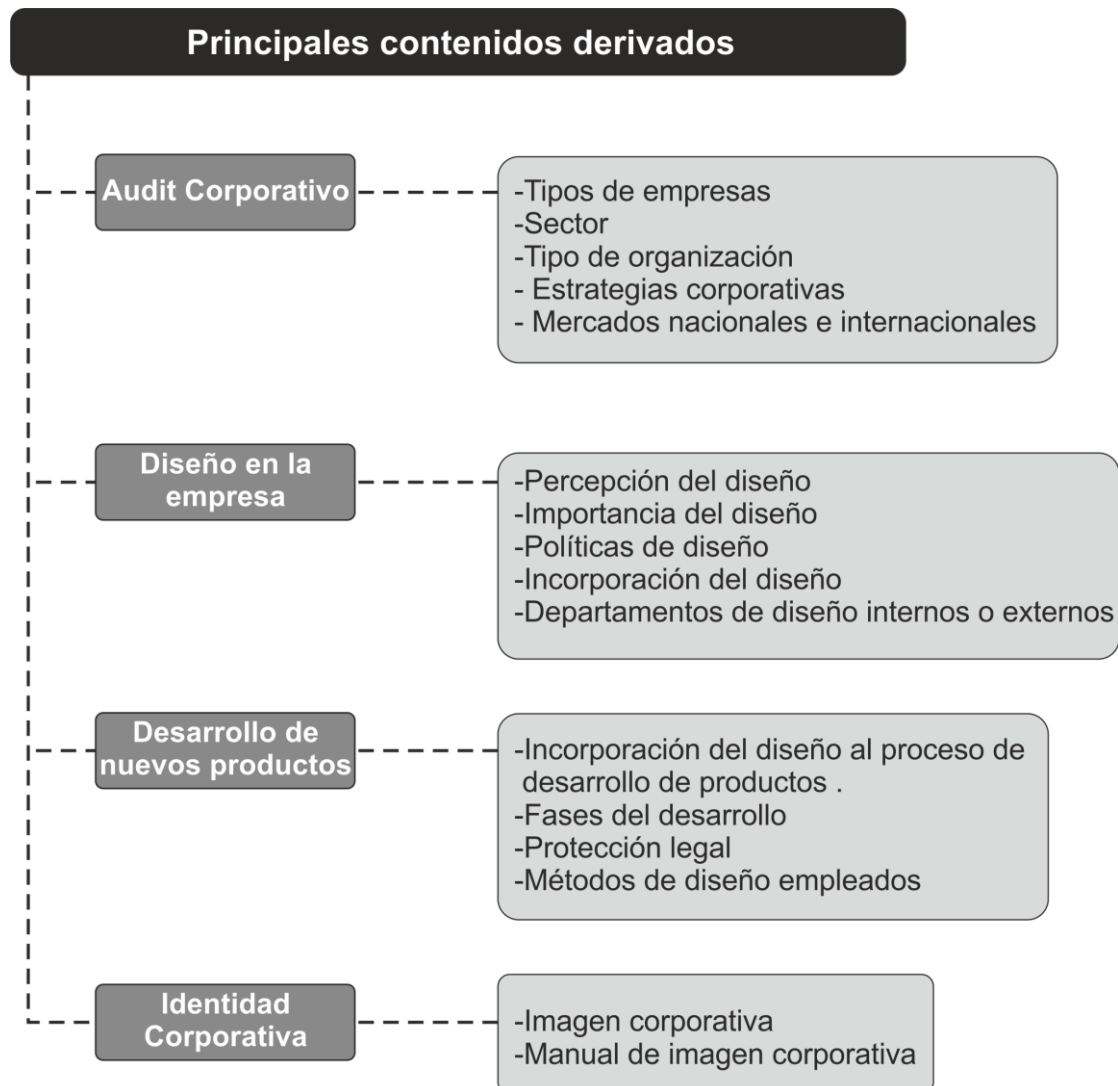 Principales contenidos derivados
Audit Corporativo
-Tipos de empresas
-Sector
-Tipo de organización
- Estrategias corporativas
- Mercados nacionales e internacionales
Diseño en la
empresa
-Percepción del diseño
-Importancia del diseño
-Políticas de diseño
-Incorporación del diseño
-Departamentos de diseño internos o externos
Desarrollo de
nuevos productos
-Incorporación del diseño al proceso de
desarrollo de productos .
-Fases del desarrollo
-Protección legal
-Métodos de diseño empleados
Identidad
Corporativa
-Imagen corporativa
-Manual de imagen corporativa